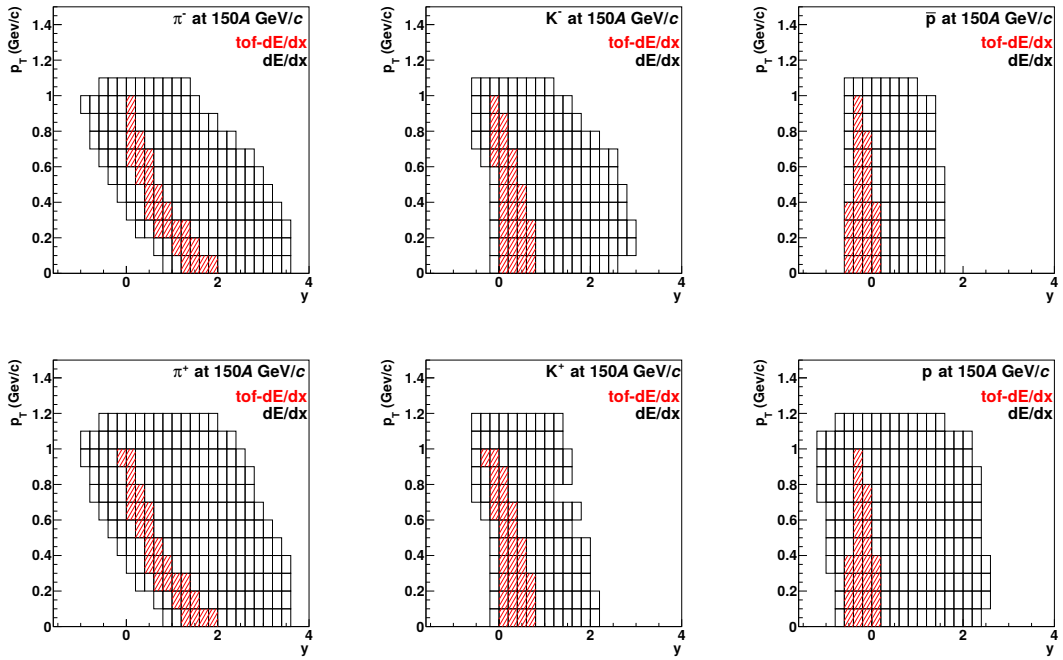 π⁻ at 150A GeV/c
tof-dE/dx
dE/dx
p_T (Gev/c)
1.4
1.2
1
0.8
0.6
0.4
0.2
0
0
2
4
y
K⁻ at 150A GeV/c
tof-dE/dx
dE/dx
p_T (Gev/c)
1.4
1.2
1
0.8
0.6
0.4
0.2
0
0
2
4
y
p̅ at 150A GeV/c
tof-dE/dx
dE/dx
p_T (Gev/c)
1.4
1.2
1
0.8
0.6
0.4
0.2
0
0
2
4
y
π⁺ at 150A GeV/c
tof-dE/dx
dE/dx
p_T (Gev/c)
1.4
1.2
1
0.8
0.6
0.4
0.2
0
0
2
4
y
K⁺ at 150A GeV/c
tof-dE/dx
dE/dx
p_T (Gev/c)
1.4
1.2
1
0.8
0.6
0.4
0.2
0
0
2
4
y
p at 150A GeV/c
tof-dE/dx
dE/dx
p_T (Gev/c)
1.4
1.2
1
0.8
0.6
0.4
0.2
0
0
2
4
y